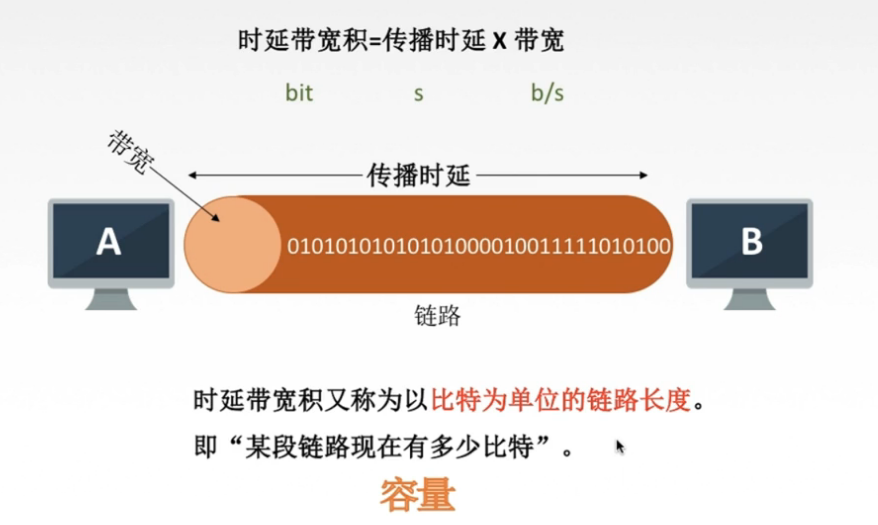 时延带宽积=传播时延 X 带宽
bit s b/s
带宽
传播时延
A
0101010101010100001001111101010​0
B
链路
时延带宽积又称为以比特为单位的链路长度。
即“某段链路现在有多少比特”。
容量